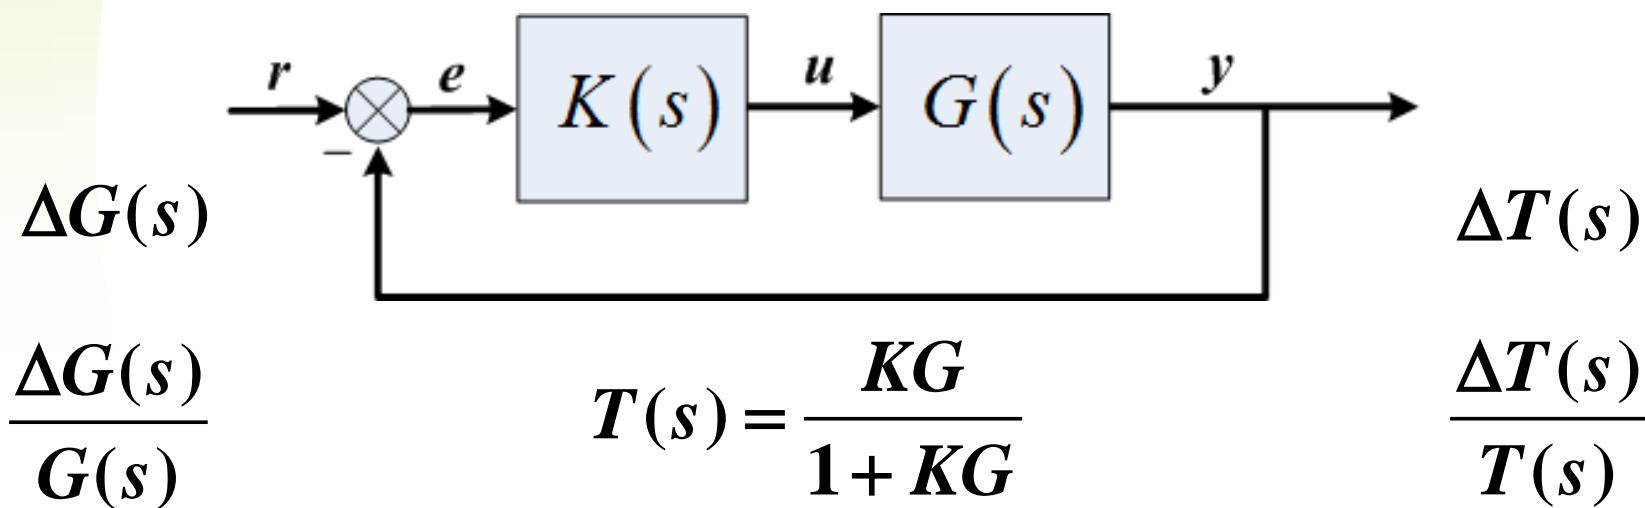 r e K(s) u G(s) y
−
ΔG(s) ΔT(s)
ΔG(s)/G(s) T(s) = KG/(1 + KG) ΔT(s)/T(s)